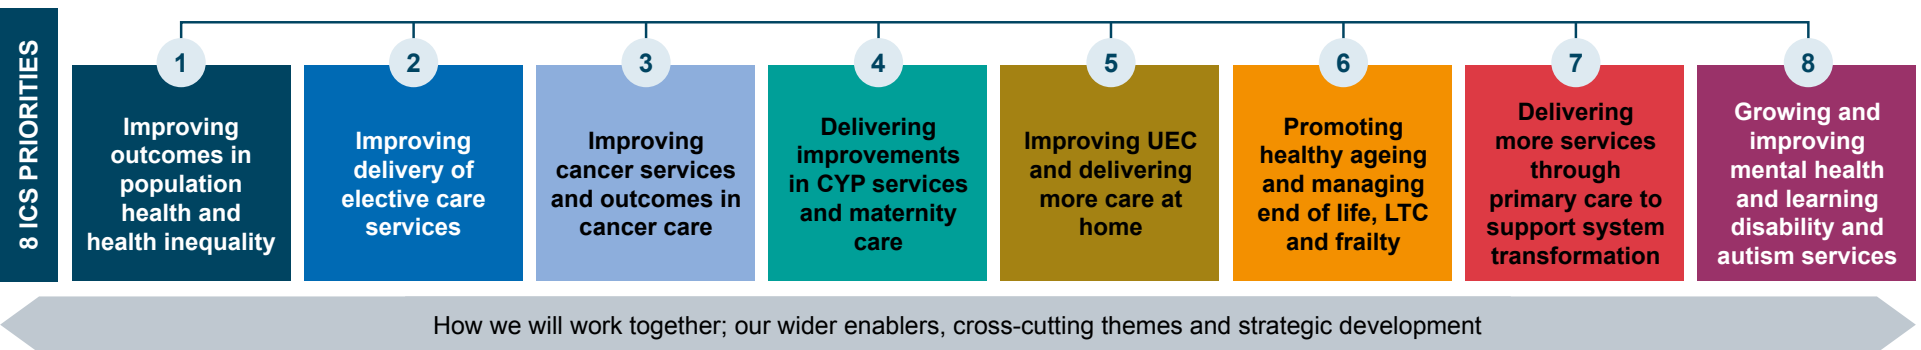 8 ICS PRIORITIES
1
Improving
outcomes in
population
health and
health inequality
2
Improving
delivery of
elective care
services
3
Improving
cancer services
and outcomes in
cancer care
4
Delivering
improvements
in CYP services
and maternity
care
5
Improving UEC
and delivering
more care at
home
6
Promoting
healthy ageing
and managing
end of life, LTC
and frailty
7
Delivering
more services
through
primary care to
support system
transformation
8
Growing and
improving
mental health
and learning
disability and
autism services
How we will work together; our wider enablers, cross-cutting themes and strategic development